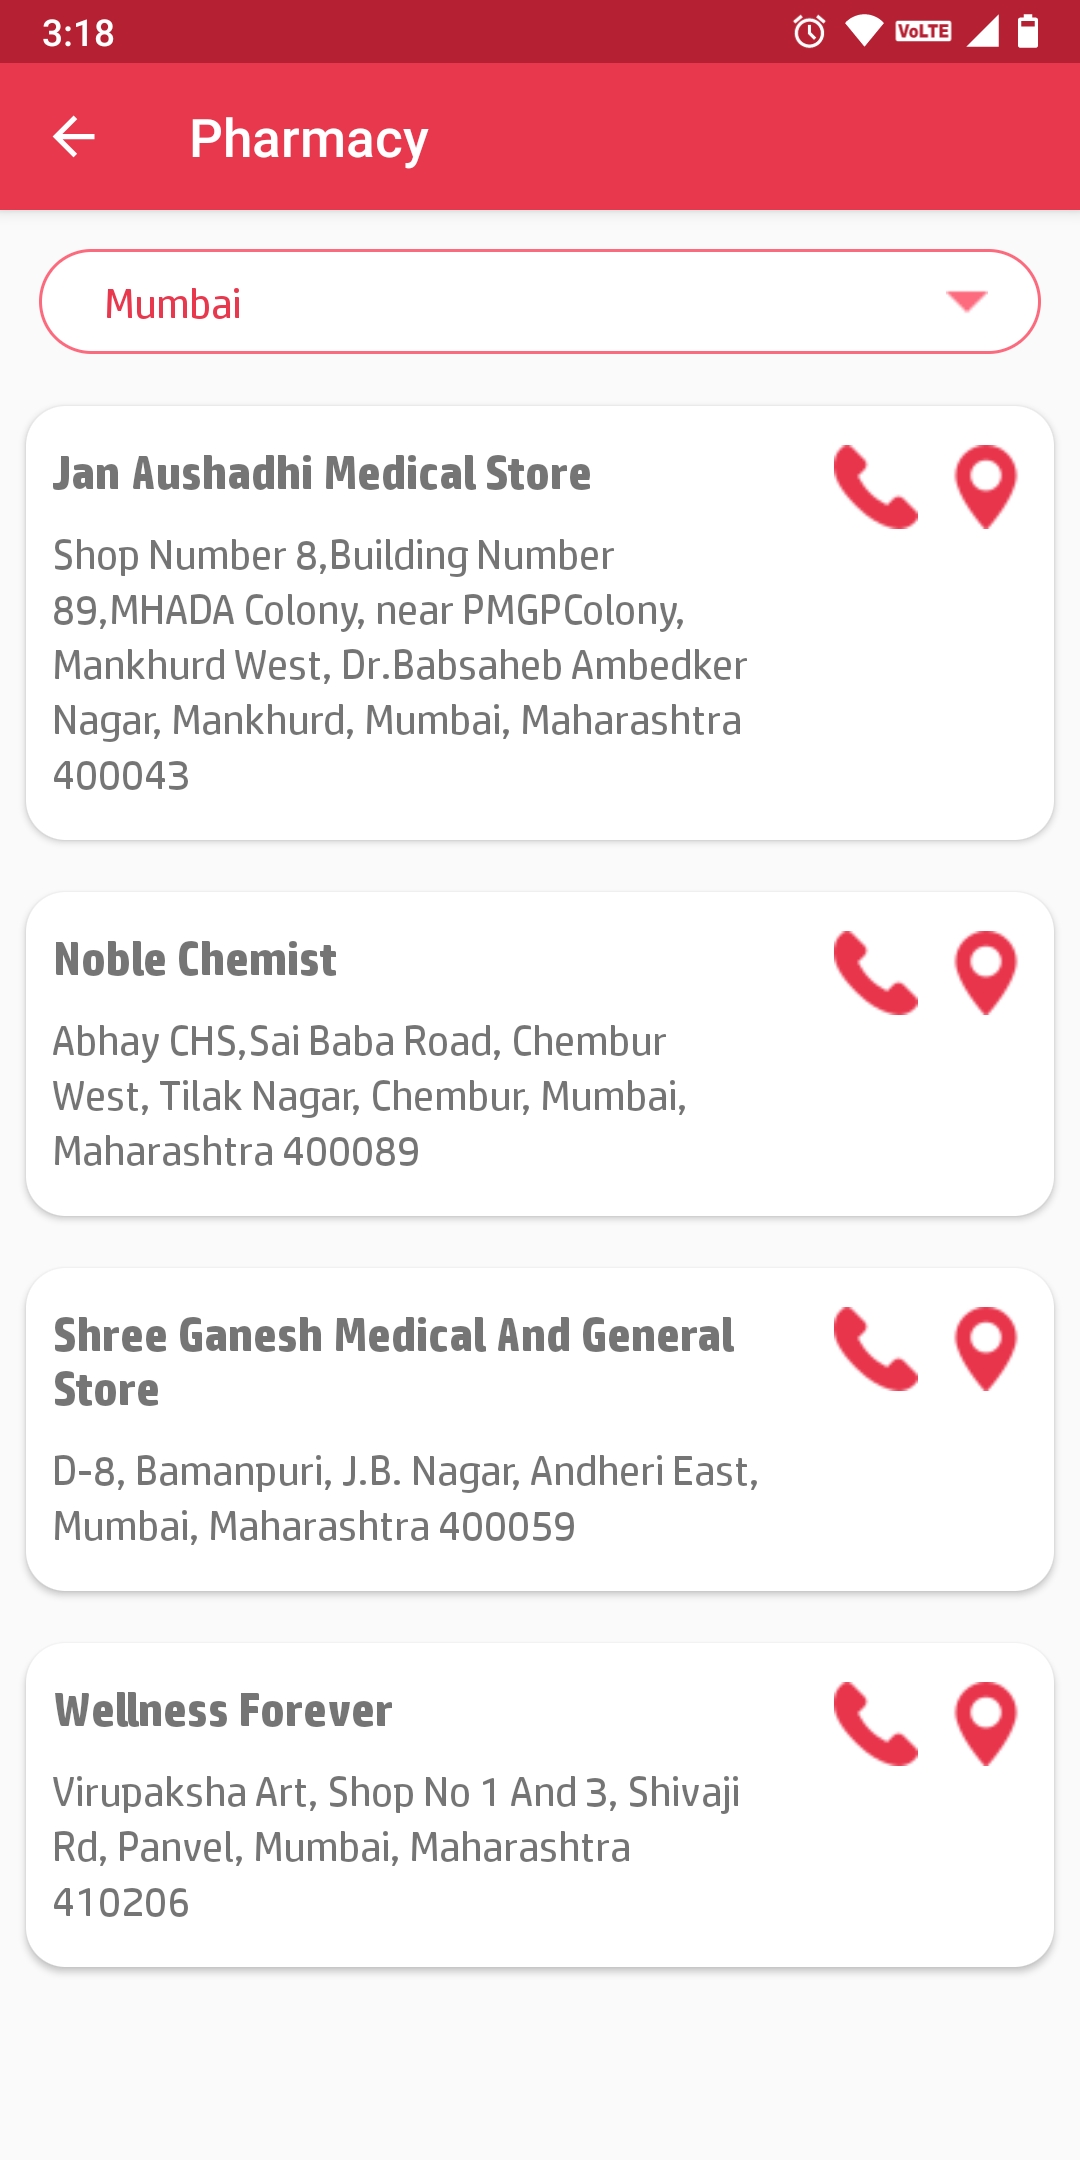 3:18
VoLTE
Pharmacy
Mumbai
Jan Aushadhi Medical Store
Shop Number 8,Building Number
89,MHADA Colony, near PMGPColony,
Mankhurd West, Dr.Babsaheb Ambedker
Nagar, Mankhurd, Mumbai, Maharashtra
400043
Noble Chemist
Abhay CHS,Sai Baba Road, Chembur
West, Tilak Nagar, Chembur, Mumbai,
Maharashtra 400089
Shree Ganesh Medical And General
Store
D-8, Bamanpuri, J.B. Nagar, Andheri East,
Mumbai, Maharashtra 400059
Wellness Forever
Virupaksha Art, Shop No 1 And 3, Shivaji
Rd, Panvel, Mumbai, Maharashtra
410206